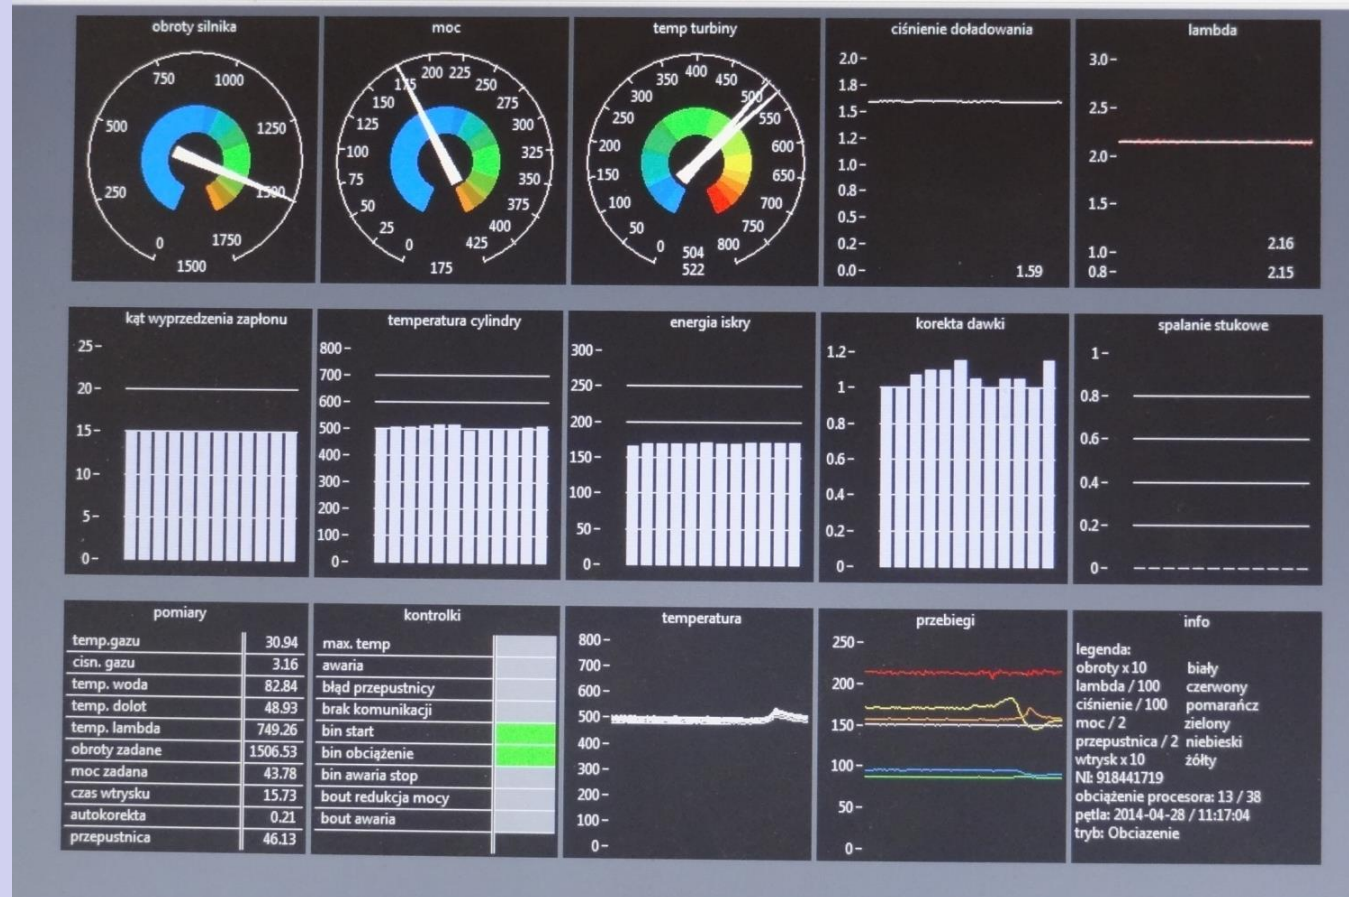 obroty silnika
0
250
500
750
1000
1250
1500
1750
1500
moc
0
25
50
75
100
125
150
175
200
225
250
275
300
325
350
375
400
425
175
temp turbiny
0
50
100
150
200
250
300
350
400
450
500
550
600
650
700
750
800
504
522
ciśnienie doładowania
2.0
1.8
1.5
1.2
1.0
0.8
0.5
0.2
0.0
1.59
lambda
3.0
2.5
2.0
1.5
1.0
0.8
2.16
2.15
kąt wyprzedzenia zapłonu
25
20
15
10
5
0
temperatura cylindry
800
700
600
500
400
300
200
100
0
energia iskry
300
250
200
150
100
50
0
korekta dawki
1.2
1
0.8
0.6
0.4
0.2
0
spalanie stukowe
1
0.8
0.6
0.4
0.2
0
pomiary
temp.gazu 30.94
cisn. gazu 3.16
temp. woda 82.84
temp. dolot 48.93
temp. lambda 749.26
obroty zadane 1506.53
moc zadana 43.78
czas wtrysku 15.73
autokorekta 0.21
przepustnica 46.13
kontrolki
max. temp
awaria
błąd przepustnicy
brak komunikacji
bin start
bin obciążenie
bin awaria stop
bout redukcja mocy
bout awaria
temperatura
800
700
600
500
400
300
200
100
0
przebiegi
250
200
150
100
50
0
info
legenda:
obroty x 10 biały
lambda / 100 czerwony
ciśnienie / 100 pomarańcz
moc / 2 zielony
przepustnica / 2 niebieski
wtrysk x 10 żółty
NI: 918441719
obciążenie procesora: 13 / 38
pętla: 2014-04-28 / 11:17:04
tryb: Obciazenie